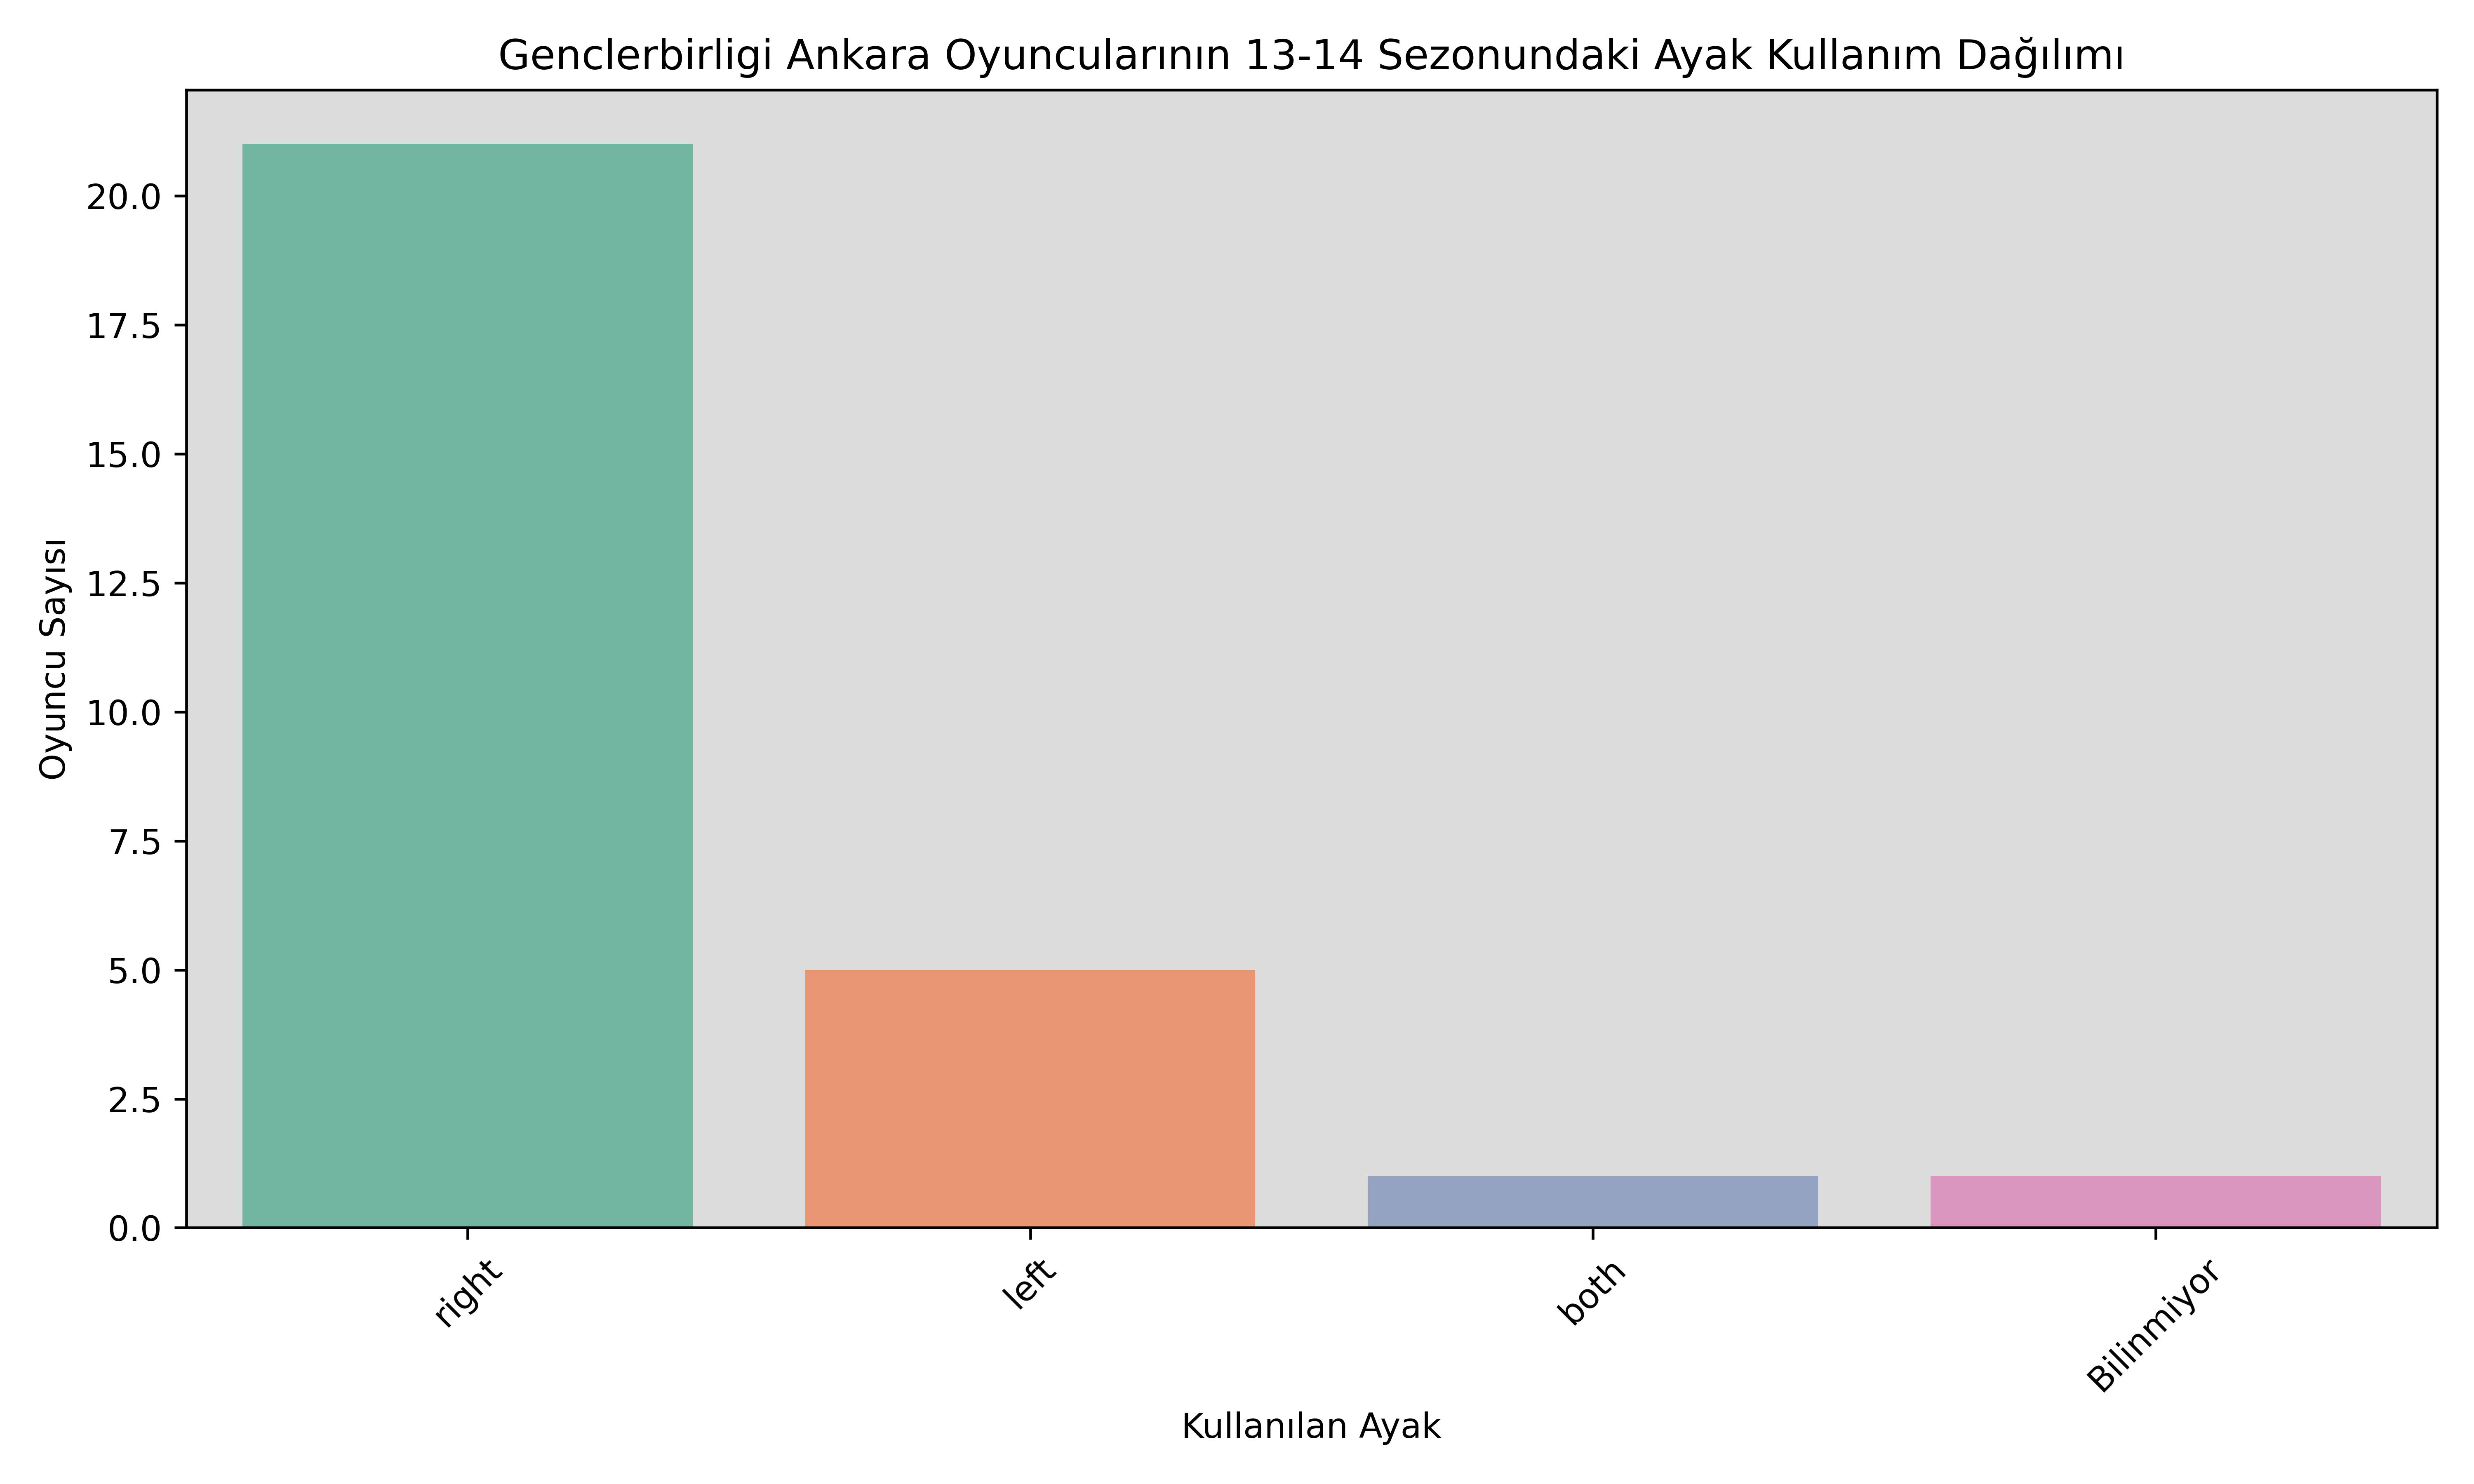 Genclerbirligi Ankara Oyuncularının 13-14 Sezonundaki Ayak Kullanım Dağılımı
Oyuncu Sayısı
20.0
17.5
15.0
12.5
10.0
7.5
5.0
2.5
0.0
right
left
both
Bilinmiyor
Kullanılan Ayak